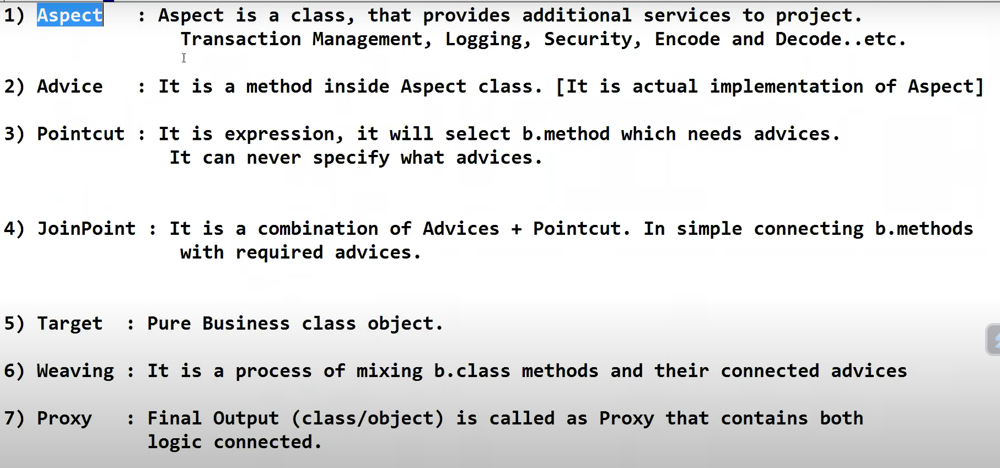 1) Aspect : Aspect is a class, that provides additional services to project.
Transaction Management, Logging, Security, Encode and Decode..etc.
2) Advice : It is a method inside Aspect class. [It is actual implementation of Aspect]
3) Pointcut : It is expression, it will select b.method which needs advices.
It can never specify what advices.
4) JoinPoint : It is a combination of Advices + Pointcut. In simple connecting b.methods
with required advices.
5) Target : Pure Business class object.
6) Weaving : It is a process of mixing b.class methods and their connected advices
7) Proxy : Final Output (class/object) is called as Proxy that contains both
logic connected.